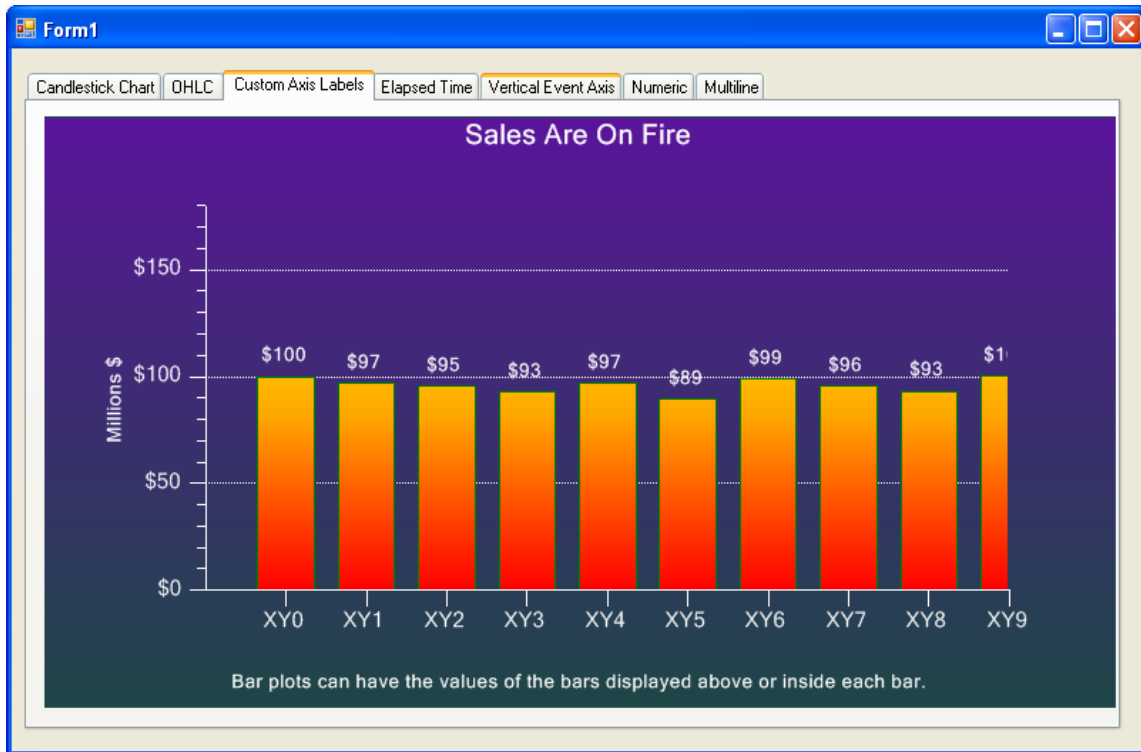 Form1
Candlestick Chart OHLC Custom Axis Labels Elapsed Time Vertical Event Axis Numeric Multiline
Sales Are On Fire
$150
$100
$50
$0
Millions $
$100 $97 $95 $93 $97 $89 $99 $96 $93
XY0 XY1 XY2 XY3 XY4 XY5 XY6 XY7 XY8 XY9
Bar plots can have the values of the bars displayed above or inside each bar.